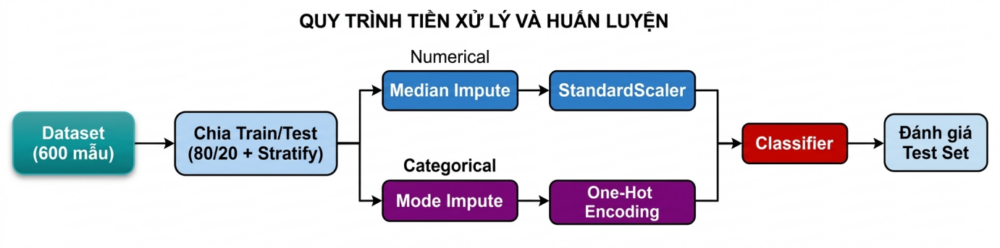 QUY TRÌNH TIỀN XỬ LÝ VÀ HUẤN LUYỆN
Dataset
(600 mẫu)
Chia Train/Test
(80/20 + Stratify)
Numerical
Median Impute
StandardScaler
Categorical
Mode Impute
One-Hot
Encoding
Classifier
Đánh giá
Test Set